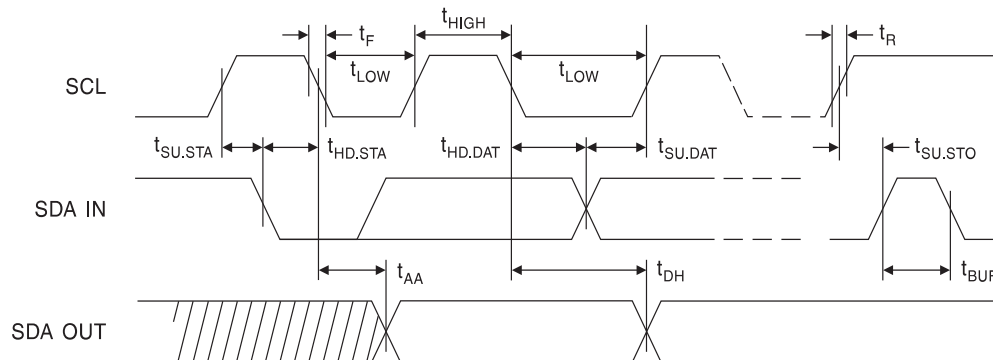 tHIGH
tF
tR
SCL
tLOW
tLOW
tSU.STA
tHD.STA
tHD.DAT
tSU.DAT
tSU.STO
SDA IN
tAA
tDH
tBUF
SDA OUT